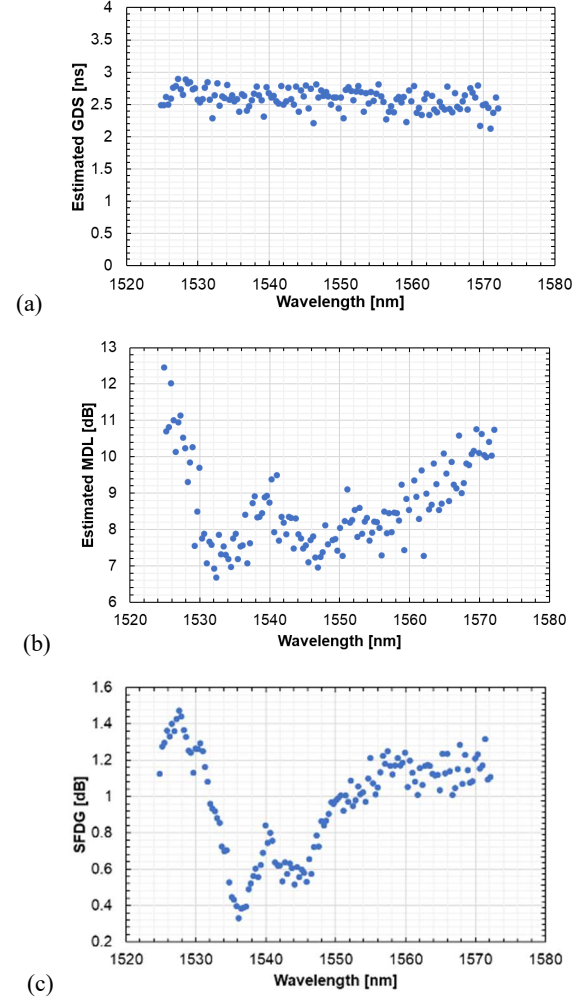 4
3.5
3
2.5
2
1.5
1
0.5
0
Estimated GDS [ns]
1520 1530 1540 1550 1560 1570 1580
Wavelength [nm]
(a)
13
12
11
10
9
8
7
6
Estimated MDL [dB]
1520 1530 1540 1550 1560 1570 1580
Wavelength [nm]
(b)
1.6
1.4
1.2
1
0.8
0.6
0.4
0.2
SFDG [dB]
1520 1530 1540 1550 1560 1570 1580
Wavelength [nm]
(c)